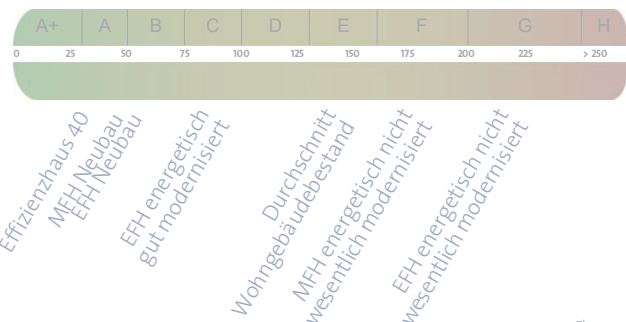 A+ A B C D E F G H
0 25 50 75 100 125 150 175 200 225 > 250
Effizienzhaus 40
MFH Neubau
EFH Neubau
EFH energetisch
gut modernisiert
Durchschnitt
Wohngebäudebestand
MFH energetisch nicht
wesentlich modernisiert
EFH energetisch nicht
wesentlich modernisiert